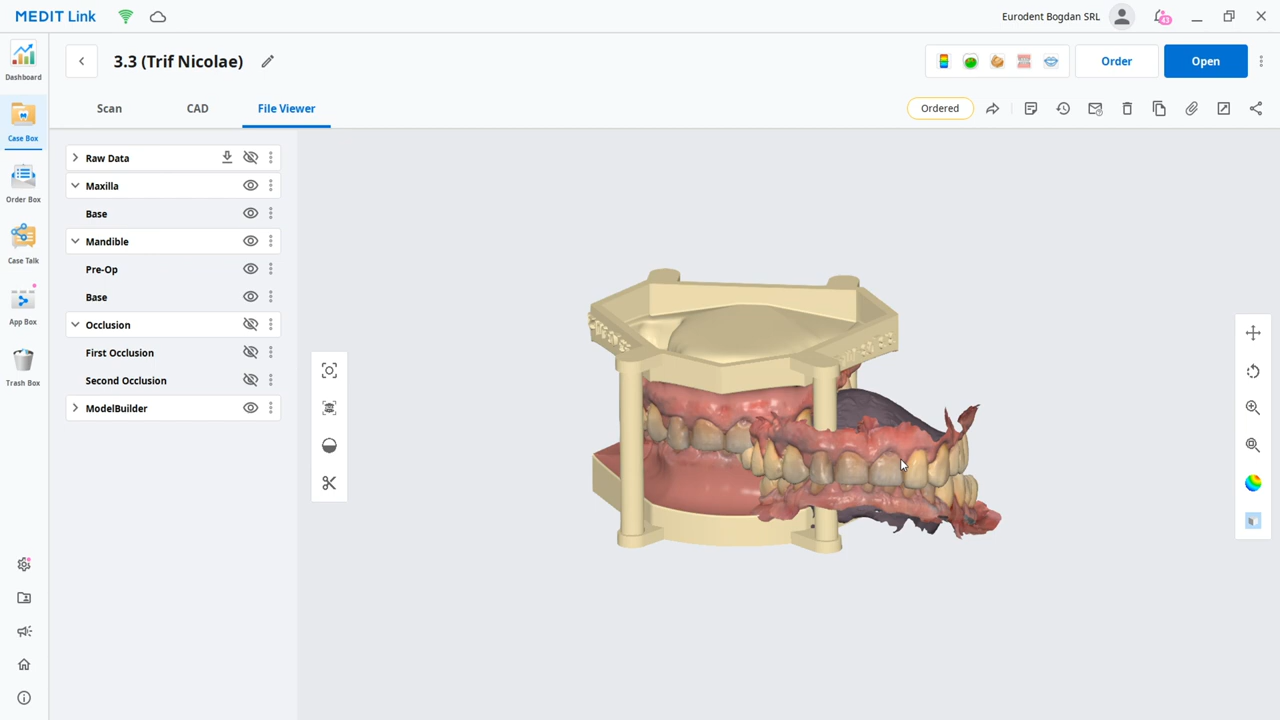 MEDIT Link
Eurodent Bogdan SRL
43
Dashboard
Case Box
Order Box
Case Talk
App Box
Trash Box
3.3 (Trif Nicolae)
Order
Open
Scan
CAD
File Viewer
Ordered
Raw Data
Maxilla
Base
Mandible
Pre-Op
Base
Occlusion
First Occlusion
Second Occlusion
ModelBuilder